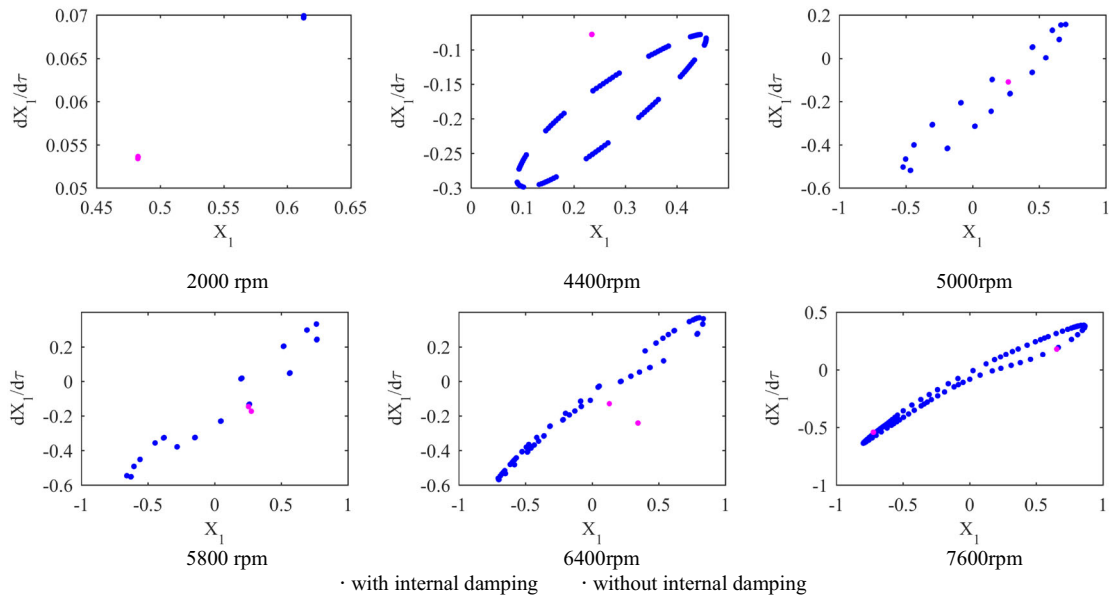 0.07
0.065
0.06
0.055
0.05
0.45 0.5 0.55 0.6 0.65
dX1/dτ
X1
2000 rpm
-0.1
-0.15
-0.2
-0.25
-0.3
0 0.1 0.2 0.3 0.4
dX1/dτ
X1
4400rpm
0.2
0
-0.2
-0.4
-0.6
-1 -0.5 0 0.5 1
dX1/dτ
X1
5000rpm
0.2
0
-0.2
-0.4
-0.6
-1 -0.5 0 0.5 1
dX1/dτ
X1
5800 rpm
0.2
0
-0.2
-0.4
-0.6
-1 -0.5 0 0.5 1
dX1/dτ
X1
6400rpm
0.5
0
-0.5
-1
-1 -0.5 0 0.5 1
dX1/dτ
X1
7600rpm
· with internal damping · without internal damping